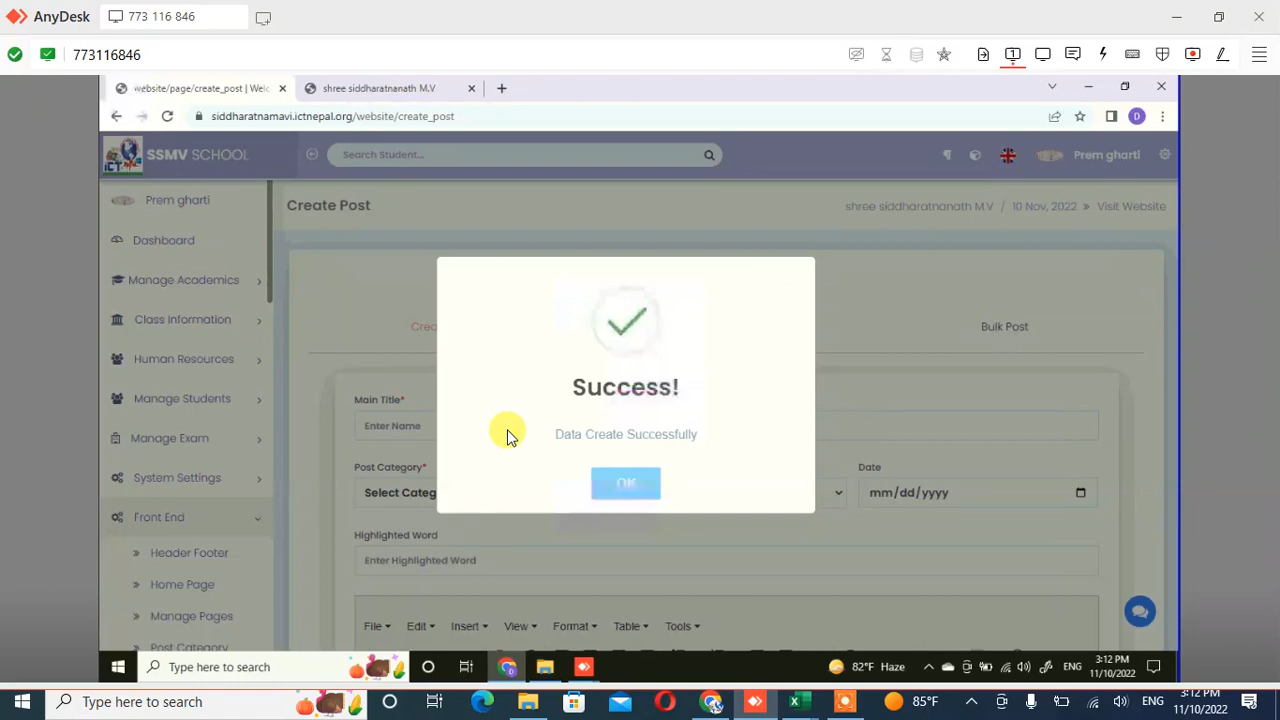 AnyDesk
773 116 846
773116846
website/page/create_post | Welc
shree siddharatnanath M.V
siddharatnamavi.ictnepal.org/website/create_post
ICT
SSMV SCHOOL
Search Student...
Prem gharti
Prem gharti
Create Post
shree siddharatnanath M.V / 10 Nov, 2022 » Visit Website
Dashboard
Manage Academics
Class Information
Human Resources
Manage Students
Manage Exam
System Settings
Front End
Header Footer
Home Page
Manage Pages
Post Category
Crea
Bulk Post
Success!
Data Create Successfully
OK
Main Title*
Enter Name
Post Category*
Select Categ
Date
mm/dd/yyyy
Highlighted Word
Enter Highlighted Word
File Edit Insert View Format Table Tools
Type here to search
82°F Haze
ENG
3:12 PM
11/10/2022
Type here to search
85°F
ENG
3:12 PM
11/10/2022